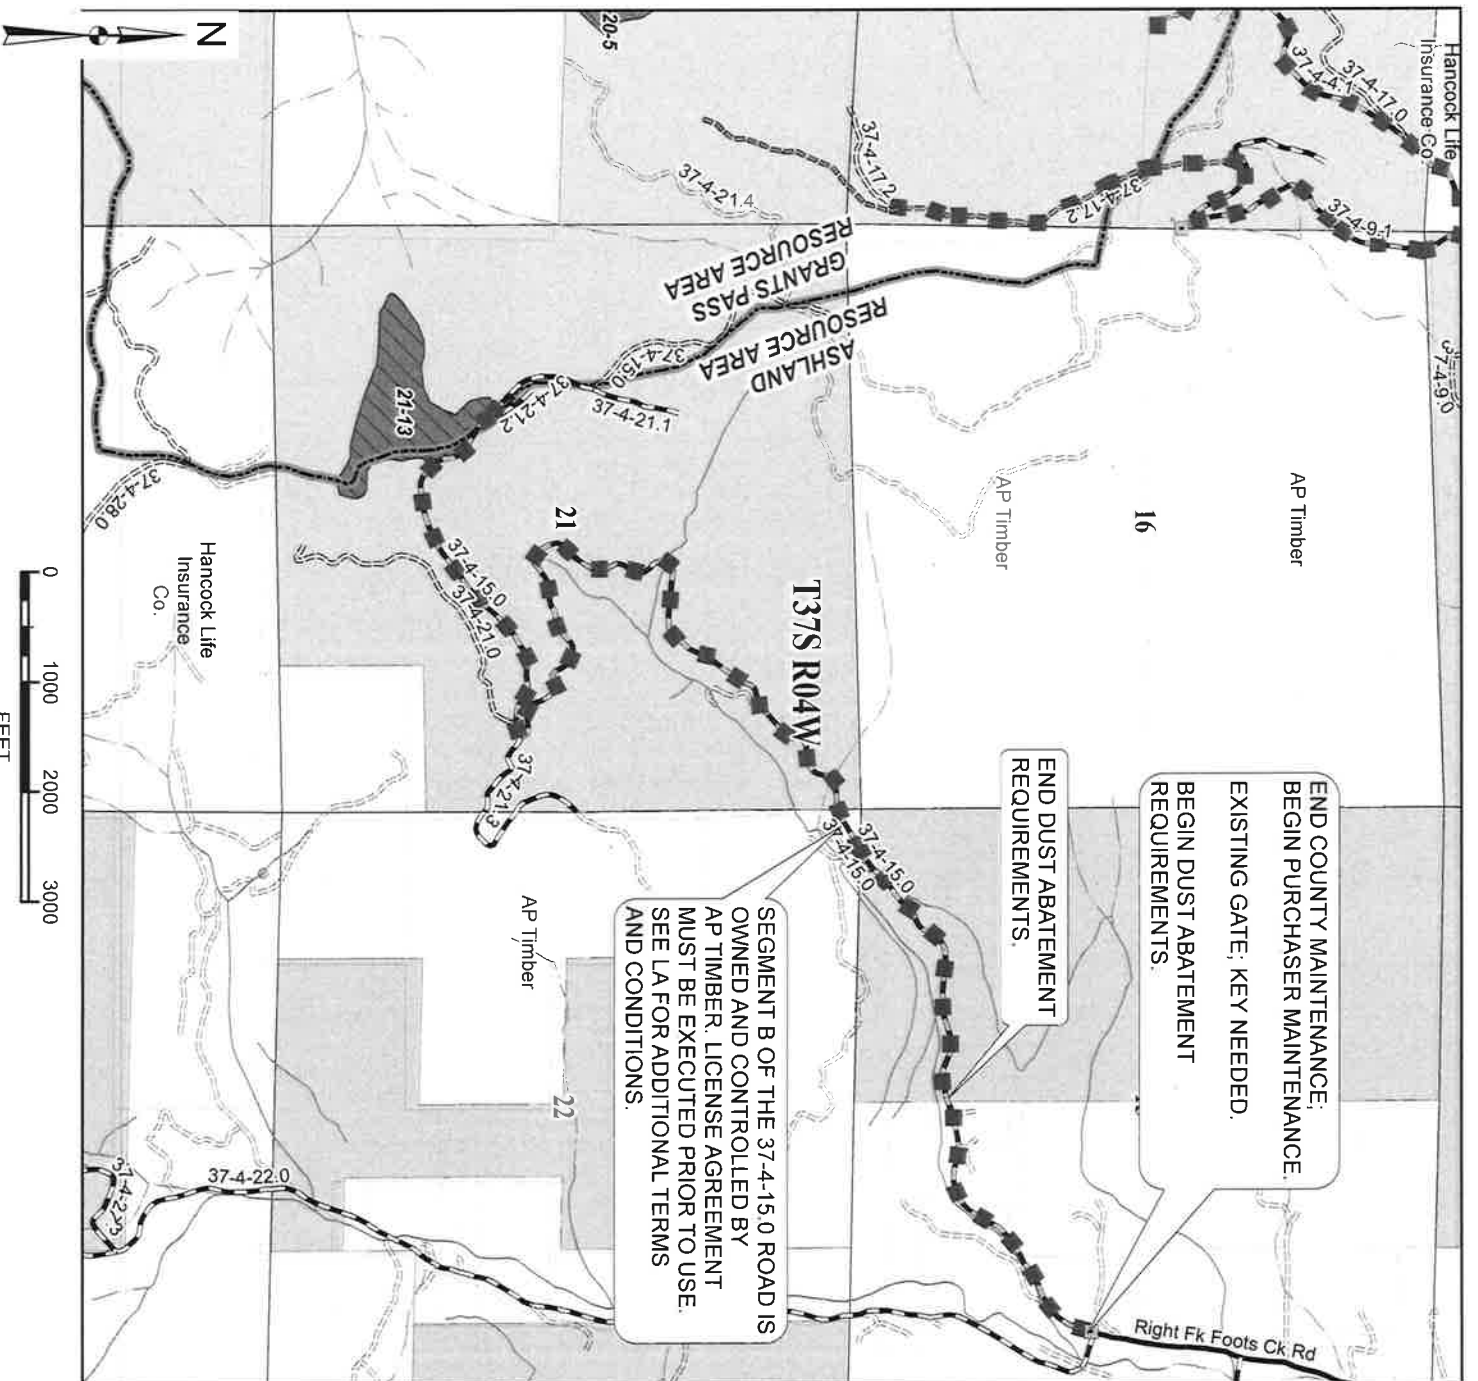 N
20-5
Hancock Life
Insurance Co.
37-4-17.0
37-4-4.1
37-4-17.2
37-4-17.2
37-4-21.4
37-4-9.1
37-4-9.0
GRANTS PASS
RESOURCE AREA
ASHLAND
RESOURCE AREA
AP Timber
16
AP Timber
T37S R04W
21
21-13
37-4-15.0
37-4-21.2
37-4-21.1
37-4-28.0
37-4-15.0
37-4-21.0
37-4-21.3
Hancock Life
Insurance
Co.
END COUNTY MAINTENANCE;
BEGIN PURCHASER MAINTENANCE.
EXISTING GATE; KEY NEEDED.
BEGIN DUST ABATEMENT
REQUIREMENTS.
END DUST ABATEMENT
REQUIREMENTS.
37-4-15.0
37-4-15.0
SEGMENT B OF THE 37-4-15.0 ROAD IS
OWNED AND CONTROLLED BY
AP TIMBER. LICENSE AGREEMENT
MUST BE EXECUTED PRIOR TO USE.
SEE LA FOR ADDITIONAL TERMS
AND CONDITIONS.
AP Timber
22
37-4-22.0
Right Fk Foots Ck Rd
0 1000 2000 3000
FEET